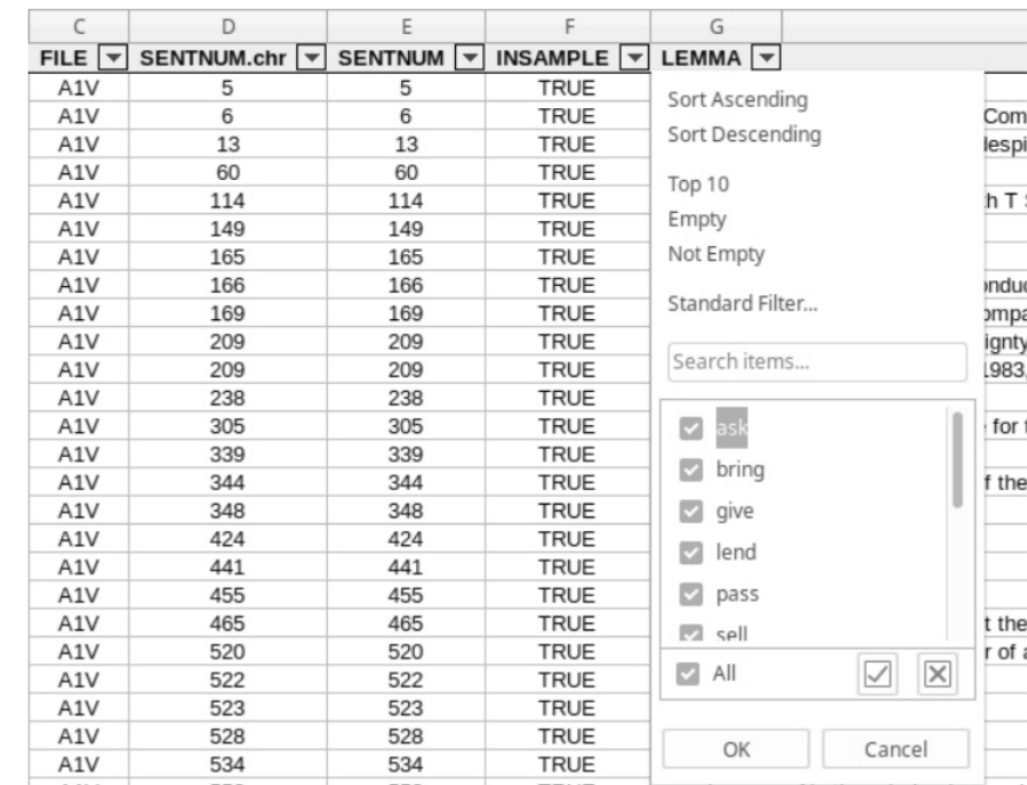 C D E F G
FILE SENTNUM.chr SENTNUM INSAMPLE LEMMA
A1V 5 5 TRUE
Sort Ascending
A1V 6 6 TRUE
Sort Descending
A1V 13 13 TRUE
A1V 60 60 TRUE
Top 10
A1V 114 114 TRUE
h T
Empty
A1V 149 149 TRUE
Not Empty
A1V 165 165 TRUE
A1V 166 166 TRUE
Standard Filter...
A1V 169 169 TRUE
A1V 209 209 TRUE
ignty
Search items...
A1V 209 209 TRUE
1983,
A1V 238 238 TRUE
ask
A1V 305 305 TRUE
for
A1V 339 339 TRUE
bring
A1V 344 344 TRUE
f the
give
A1V 348 348 TRUE
A1V 424 424 TRUE
lend
A1V 441 441 TRUE
A1V 455 455 TRUE
pass
A1V 465 465 TRUE
t the
sell
A1V 520 520 TRUE
r of a
All
A1V 522 522 TRUE
A1V 523 523 TRUE
A1V 528 528 TRUE
OK Cancel
A1V 534 534 TRUE